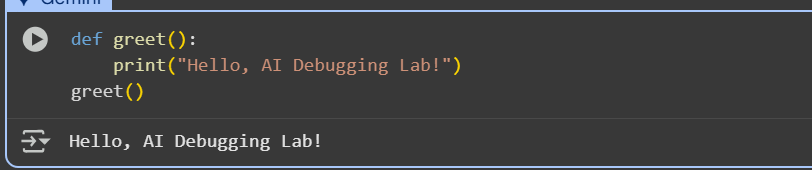 Gemini
def greet():
    print("Hello, AI Debugging Lab!")
greet()
Hello, AI Debugging Lab!